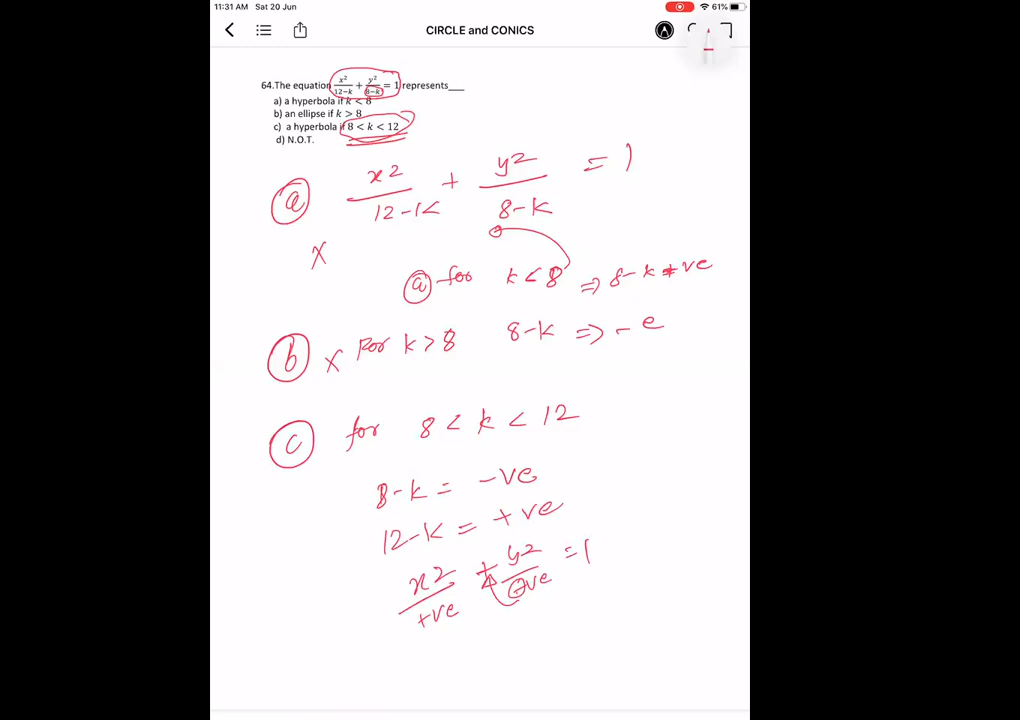 11:31 AM Sat 20 Jun
61%
CIRCLE and CONICS
64.The equation x²/12−k + y²/8−k = 1 represents___
a) a hyperbola if k < 8
b) an ellipse if k > 8
c) a hyperbola if 8 < k < 12
d) N.O.T.
a x2/12-k + y2/8-k = 1
x
a for k < 8 ⇒ 8-k +ve
b x For k > 8 8-k ⇒ - e
c for 8 < k < 12
8-k = -ve
12-k = +ve
x2/+ve + y2/-ve = 1